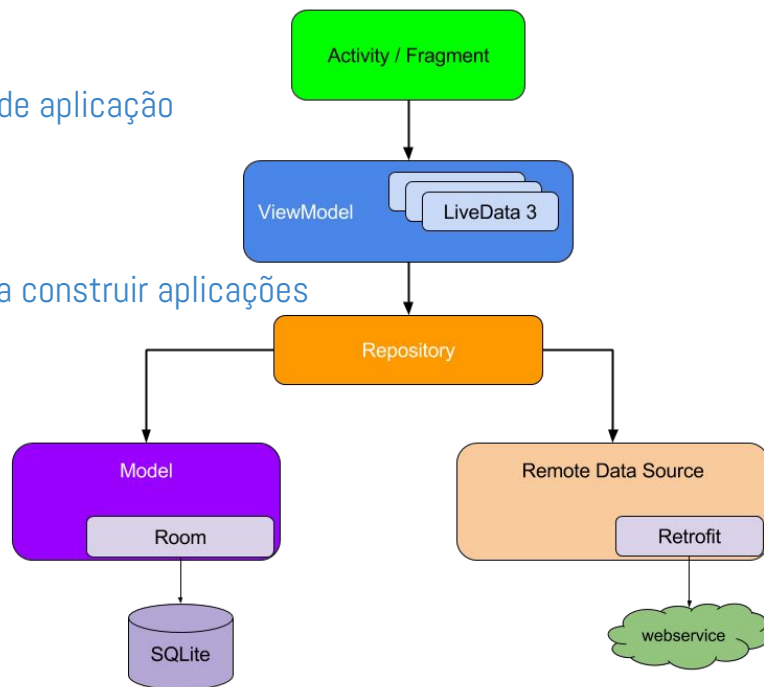 Activity / Fragment
de aplicação
ViewModel
LiveData 3
a construir aplicações
Repository
Model
Room
SQLite
Remote Data Source
Retrofit
webservice